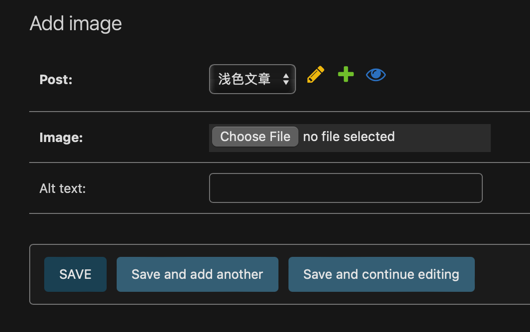 Add image
Post: 浅色文章
Image: Choose File no file selected
Alt text:
SAVE Save and add another Save and continue editing